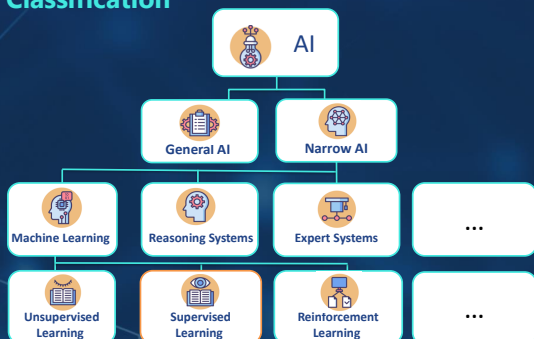 Classification
AI
General AI
Narrow AI
Machine Learning
Reasoning Systems
Expert Systems
...
Unsupervised
Learning
Supervised
Learning
Reinforcement
Learning
...